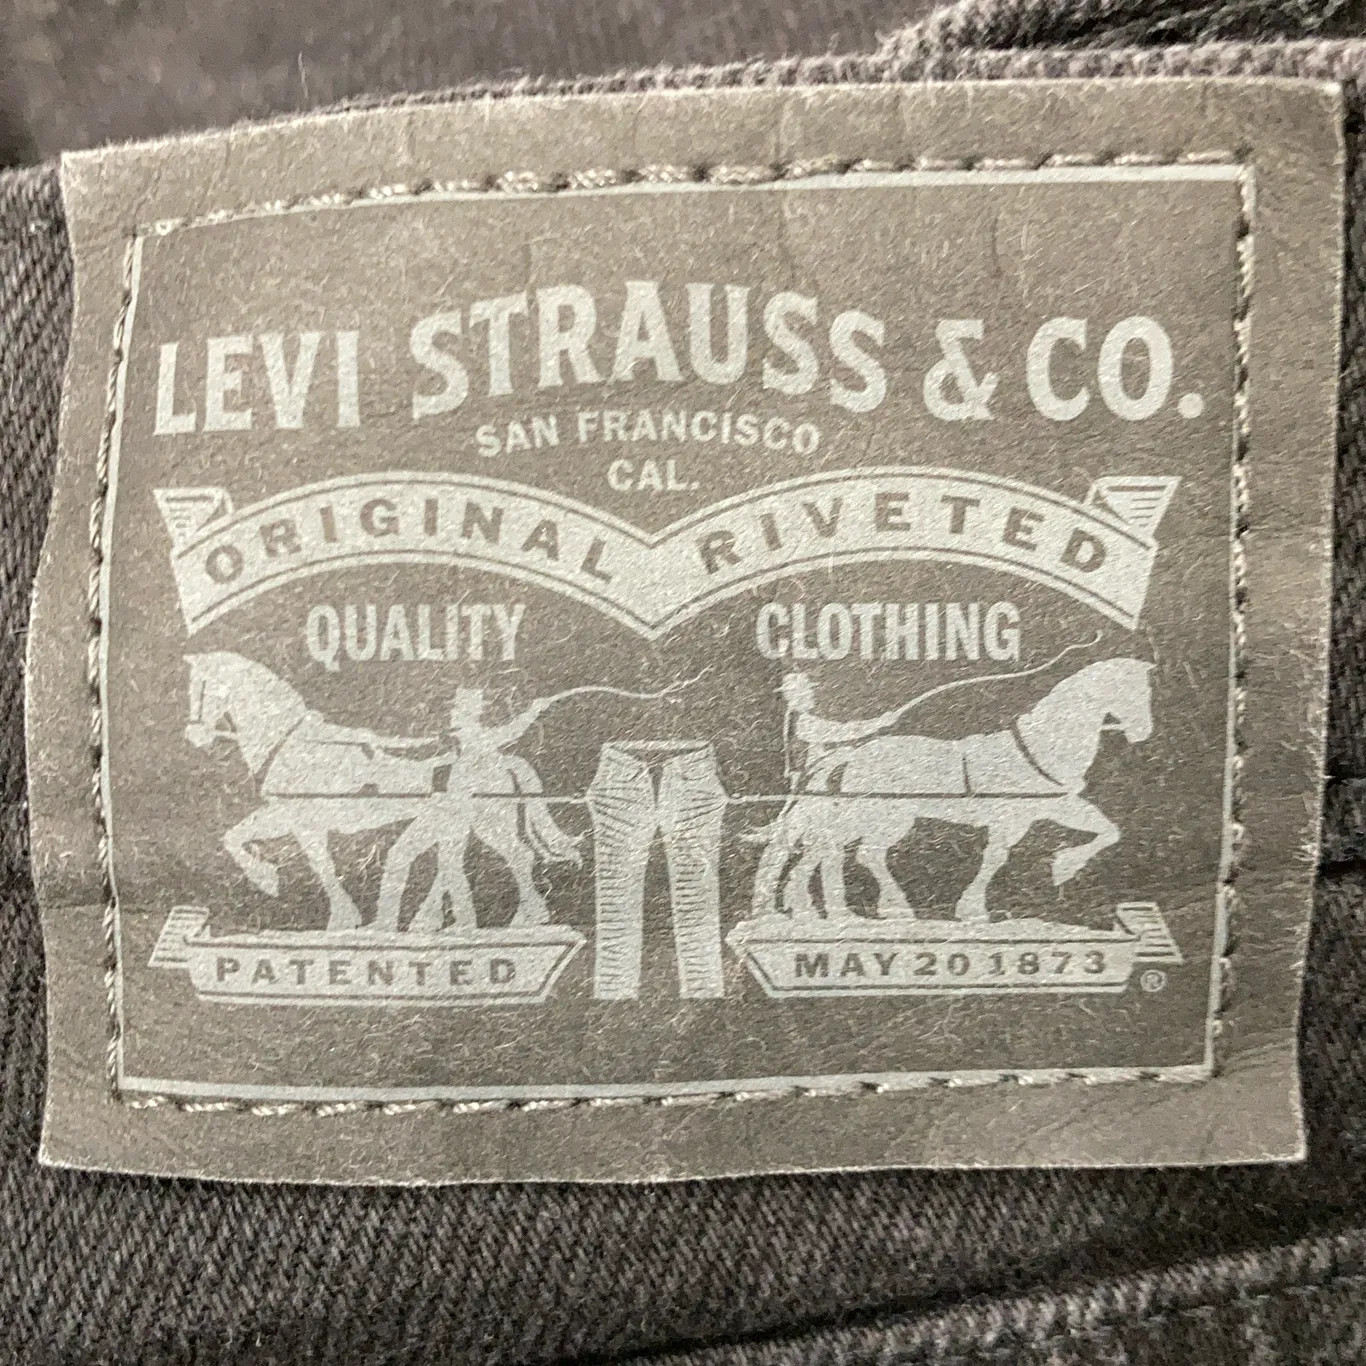 LEVI STRAUSS & CO.
SAN FRANCISCO
CAL.
ORIGINAL RIVETED
QUALITY CLOTHING
PATENTED MAY 20 1873 ®